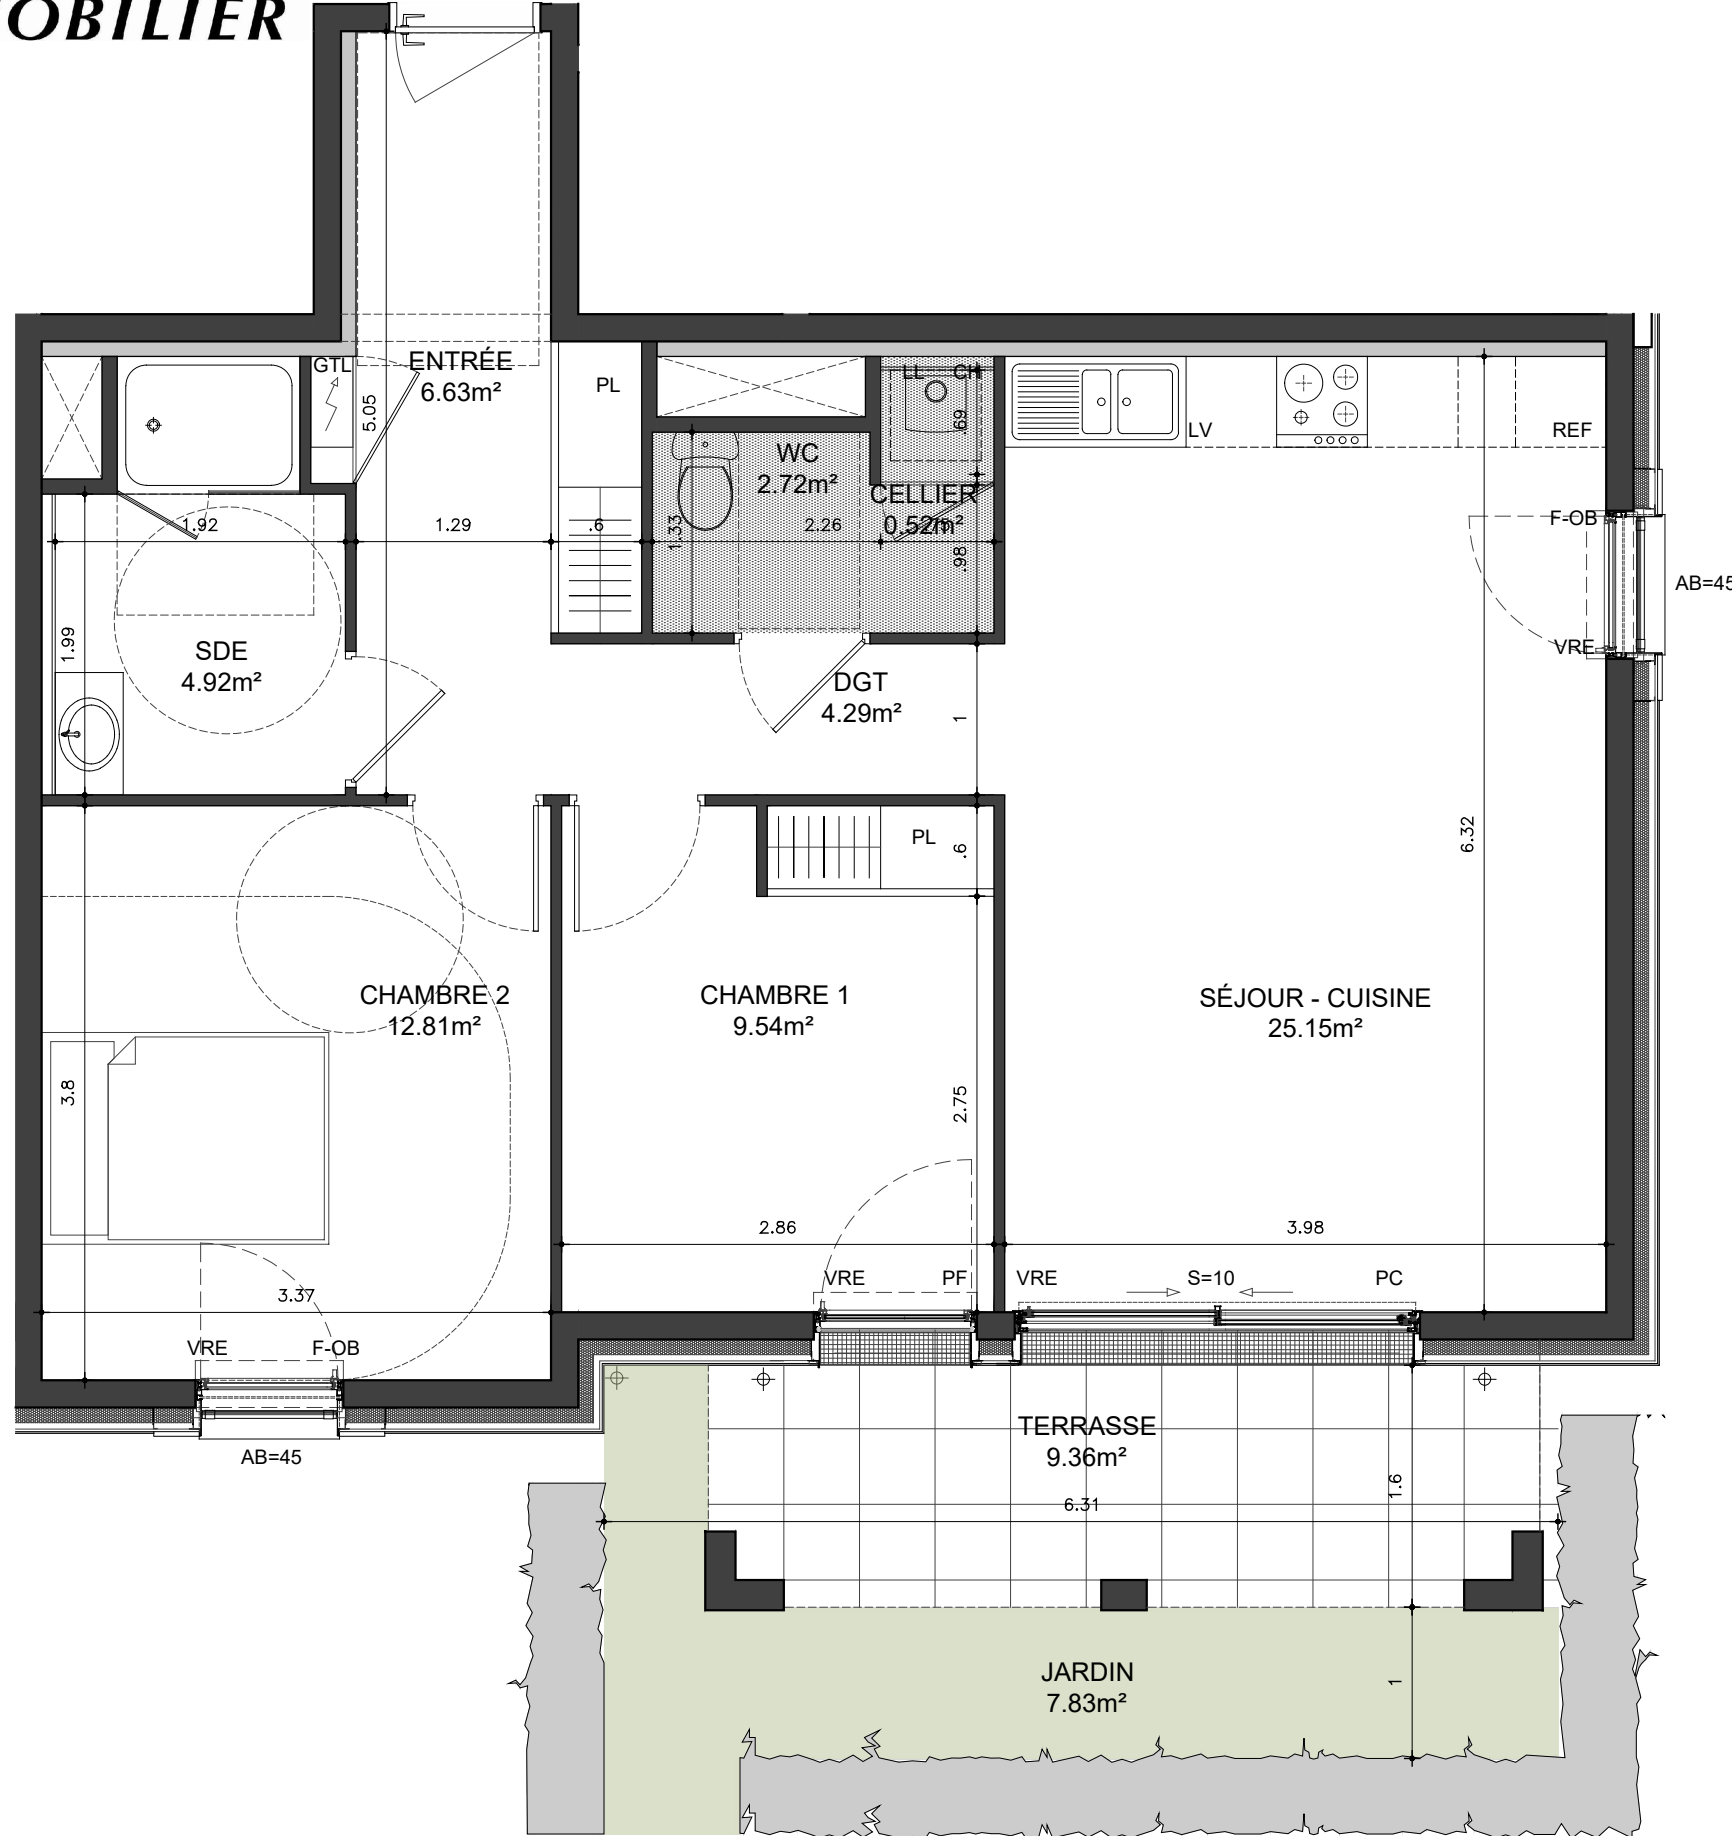 OBILIER
GTL
ENTRÉE
6.63m²
PL
5.05
LL
CH
.69
LV
REF
WC
2.72m²
CELLIER
0.52m²
1.92
1.29
.6
1.33
2.26
.98
F-OB
AB=45
VRE
1.99
SDE
4.92m²
DGT
4.29m²
1
PL
.6
6.32
CHAMBRE 2
12.81m²
CHAMBRE 1
9.54m²
SÉJOUR - CUISINE
25.15m²
3.8
2.75
2.86
3.98
VRE
PF
VRE
S=10
PC
3.37
VRE
F-OB
AB=45
TERRASSE
9.36m²
1.6
6.31
JARDIN
7.83m²
1